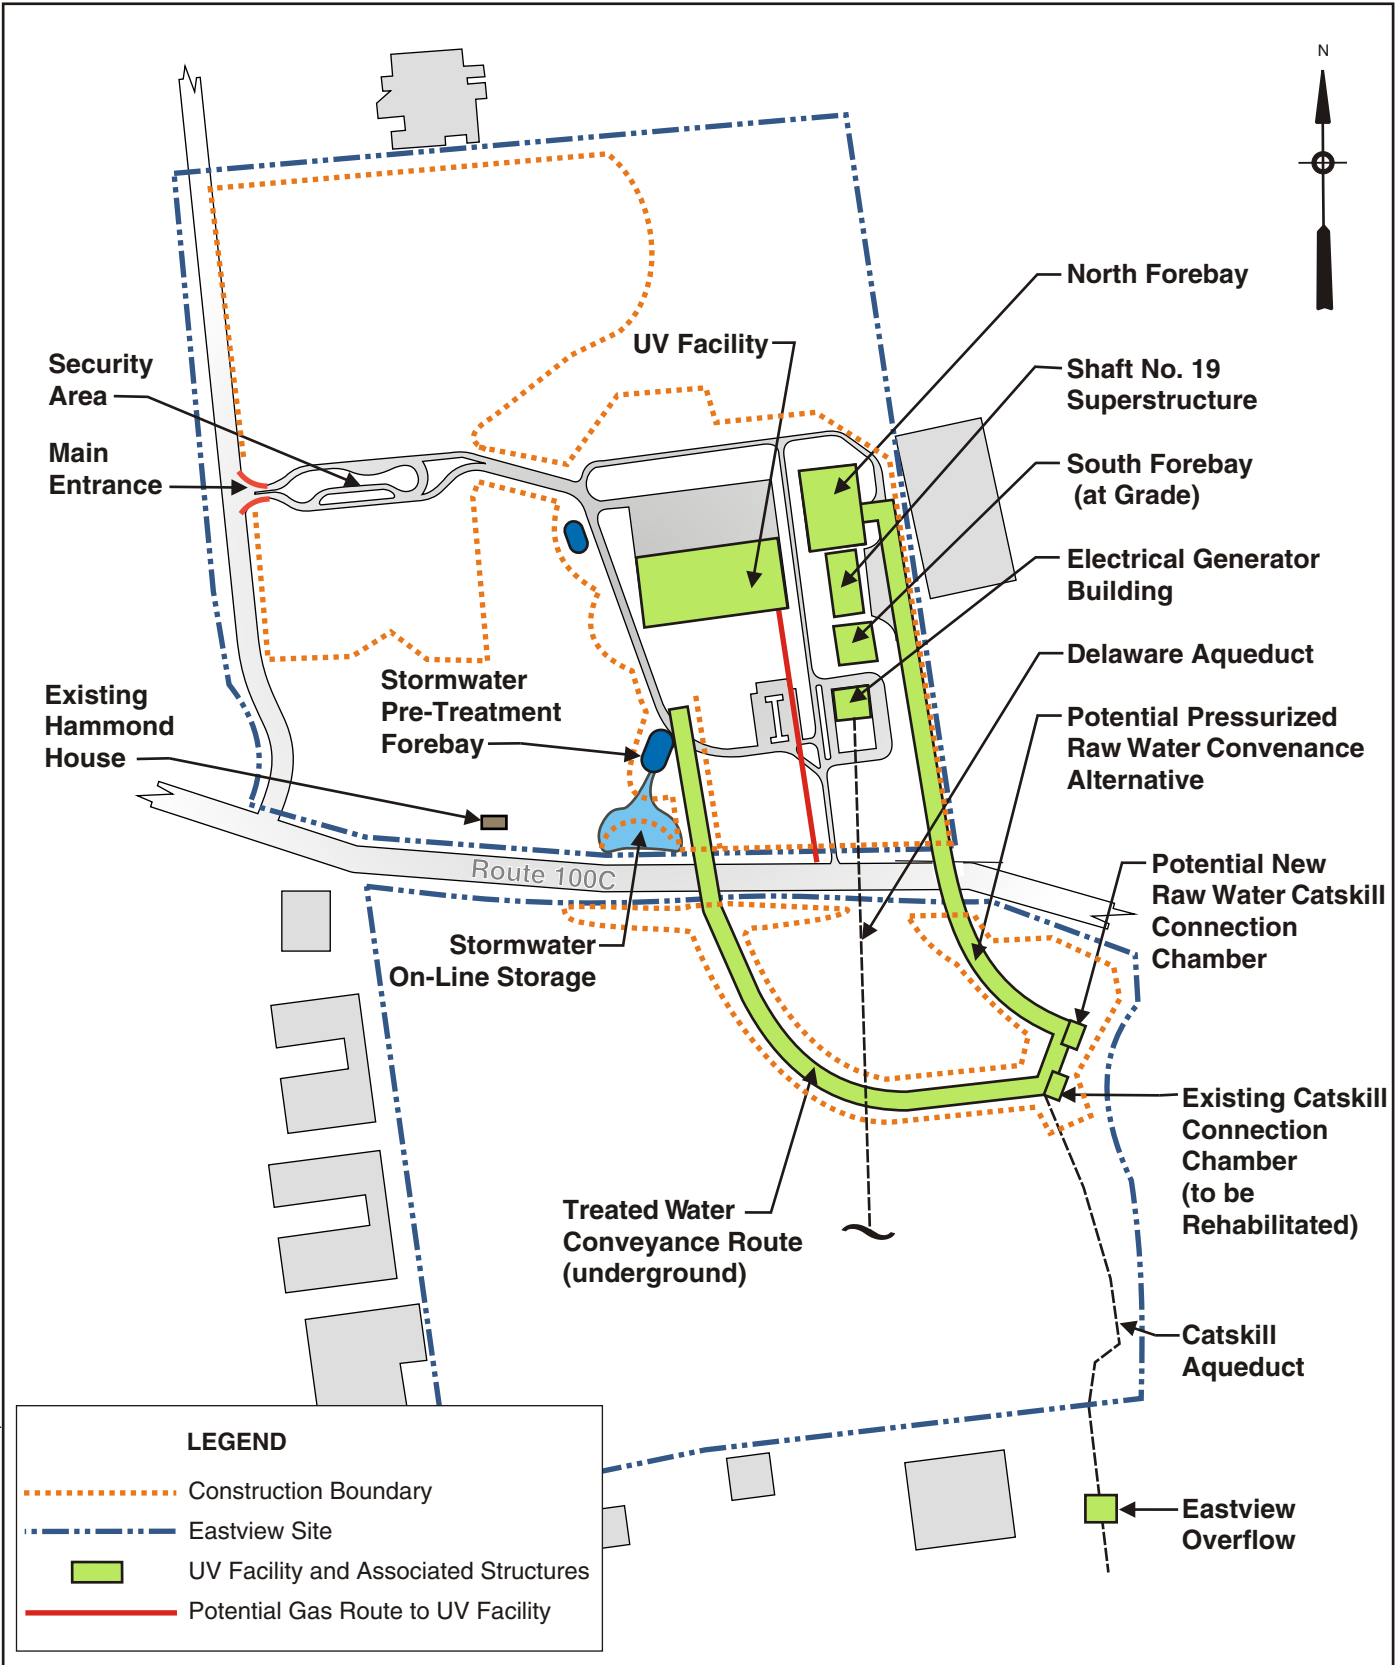 N
North Forebay
UV Facility
Security
Area
Shaft No. 19
Superstructure
Main
Entrance
South Forebay
(at Grade)
Electrical Generator
Building
Delaware Aqueduct
Existing
Hammond
House
Stormwater
Pre-Treatment
Forebay
Potential Pressurized
Raw Water Convenance
Alternative
Route 100C
Potential New
Raw Water Catskill
Connection
Chamber
Stormwater
On-Line Storage
Existing Catskill
Connection
Chamber
(to be
Rehabilitated)
Treated Water
Conveyance Route
(underground)
Catskill
Aqueduct
Eastview
Overflow
LEGEND
Construction Boundary
Eastview Site
UV Facility and Associated Structures
Potential Gas Route to UV Facility